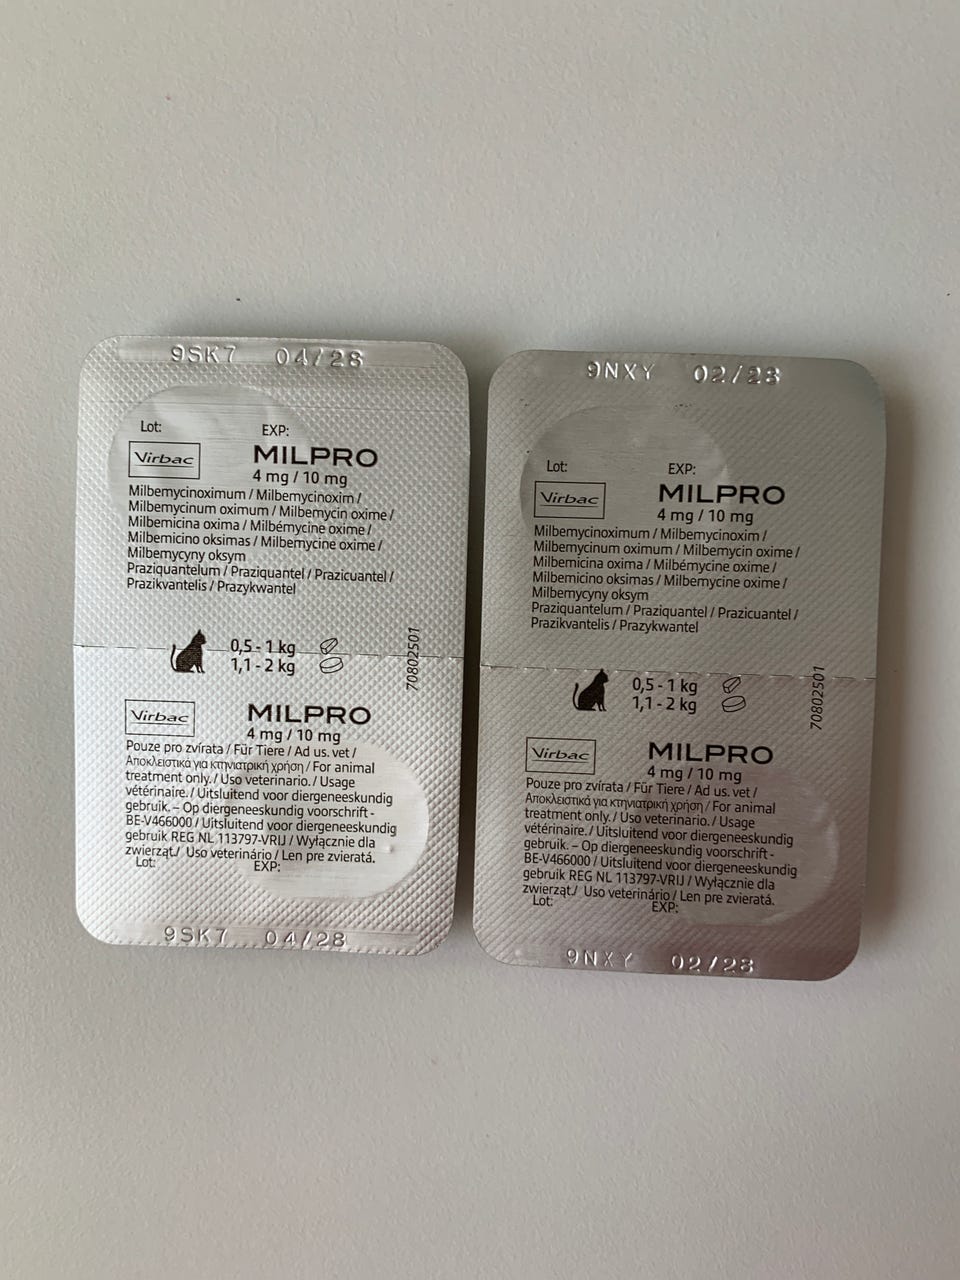 9SK7 04/28
Lot: EXP:
Virbac MILPRO
4 mg / 10 mg
Milbemycinoximum / Milbemycinoxim /
Milbemycinum oximum / Milbemycin oxime /
Milbemicina oxima / Milbémycine oxime /
Milbemicino oksimas / Milbemycine oxime /
Milbemycyny oksym
Praziquantelum / Praziquantel / Prazicuantel /
Prazikvantelis / Prazykwantel
0,5 - 1 kg
1,1 - 2 kg
70802501
Virbac MILPRO
4 mg / 10 mg
Pouze pro zvířata / Für Tiere / Ad us. vet /
Αποκλειστικά για κτηνιατρική χρήση / For animal
treatment only. / Uso veterinario. / Usage
vétérinaire. / Uitsluitend voor diergeneeskundig
gebruik. – Op diergeneeskundig voorschrift -
BE-V466000 / Uitsluitend voor diergeneeskundig
gebruik REG NL 113797-VRIJ / Wyłącznie dla
zwierząt./ Uso veterinário / Len pre zvieratá.
Lot: EXP:
9SK7 04/28
9NXY 02/28
Lot: EXP:
Virbac MILPRO
4 mg / 10 mg
Milbemycinoximum / Milbemycinoxim /
Milbemycinum oximum / Milbemycin oxime /
Milbemicina oxima / Milbémycine oxime /
Milbemicino oksimas / Milbemycine oxime /
Milbemycyny oksym
Praziquantelum / Praziquantel / Prazicuantel /
Prazikvantelis / Prazykwantel
0,5 - 1 kg
1,1 - 2 kg
70802501
Virbac MILPRO
4 mg / 10 mg
Pouze pro zvířata / Für Tiere / Ad us. vet /
Αποκλειστικά για κτηνιατρική χρήση / For animal
treatment only. / Uso veterinario. / Usage
vétérinaire. / Uitsluitend voor diergeneeskundig
gebruik. – Op diergeneeskundig voorschrift -
BE-V466000 / Uitsluitend voor diergeneeskundig
gebruik REG NL 113797-VRIJ / Wyłącznie dla
zwierząt./ Uso veterinário / Len pre zvieratá.
Lot: EXP:
9NXY 02/28